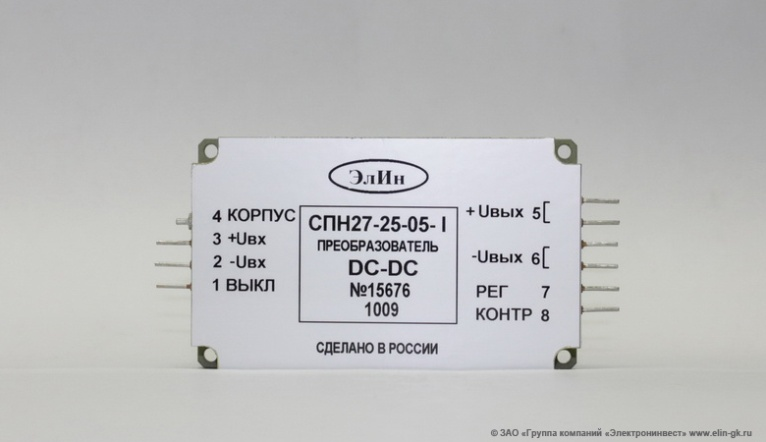 ЭлИн
4 КОРПУС
3 +Uвх
2 -Uвх
1 ВЫКЛ
СПН27-25-05- I
ПРЕОБРАЗОВАТЕЛЬ
DC-DC
№15676
1009
+Uвых 5
-Uвых 6
РЕГ 7
КОНТР 8
СДЕЛАНО В РОССИИ
© ЗАО «Группа компаний «Электронинвест» www.elin-gk.ru